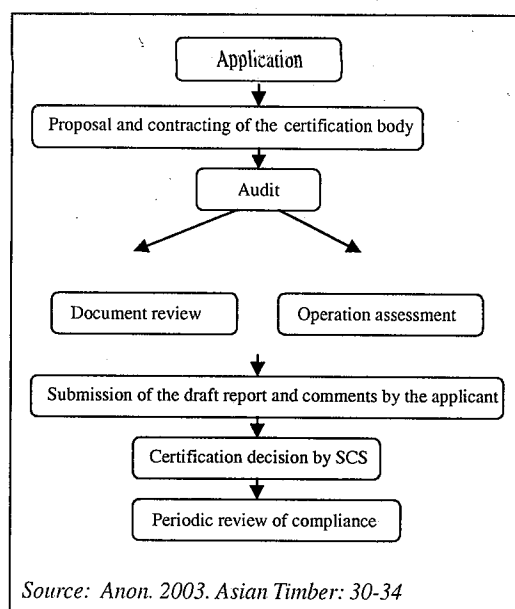 Application
Proposal and contracting of the certification body
Audit
Document review
Operation assessment
Submission of the draft report and comments by the applicant
Certification decision by SCS
Periodic review of compliance
Source: Anon. 2003. Asian Timber: 30-34